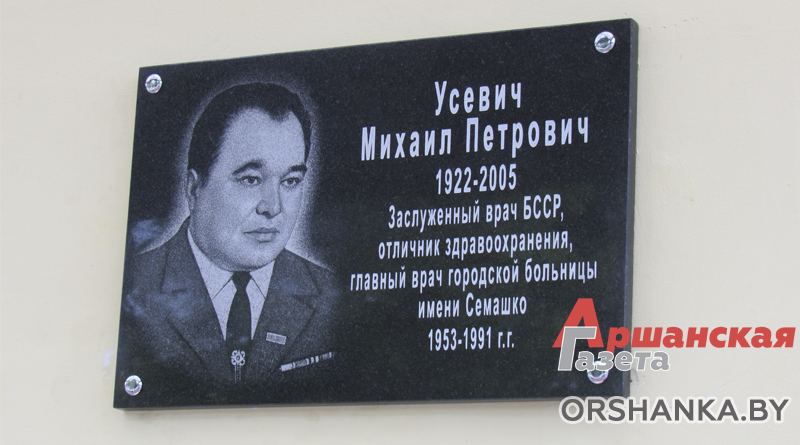 Усевич
Михаил Петрович
1922-2005
Заслуженный врач БССР,
отличник здравоохранения,
главный врач городской больницы
имени Семашко
1953-1991 г.г.
Аршанская
Газета
ORSHANKA.BY